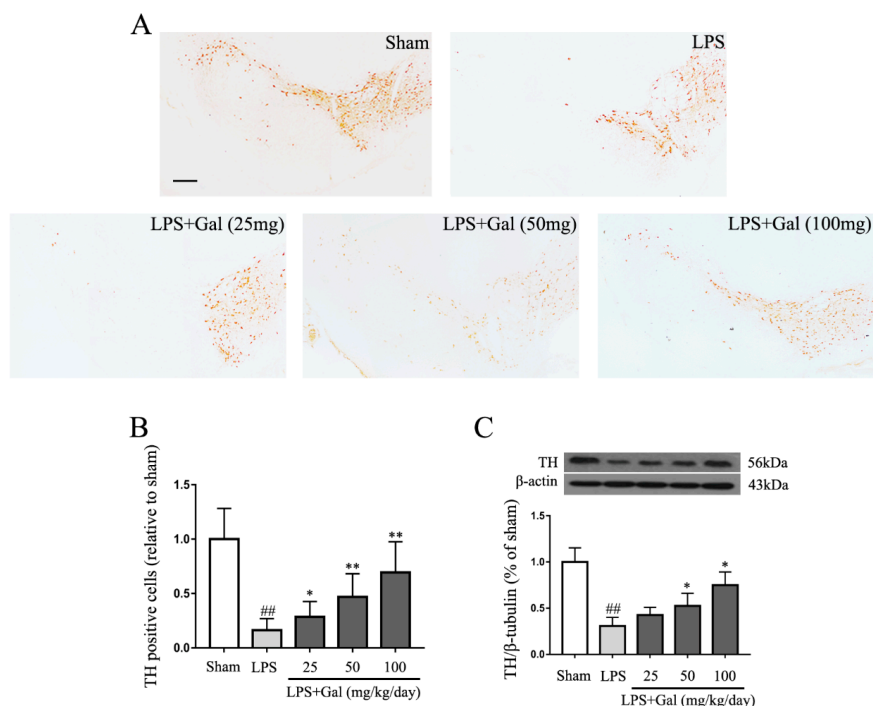 A
Sham
LPS
LPS+Gal (25mg)
LPS+Gal (50mg)
LPS+Gal (100mg)
B
TH positive cells (relative to sham)
1.5
1.0
0.5
0.0
##
*
**
**
Sham
LPS
25
50
100
LPS+Gal (mg/kg/day)
C
TH
56kDa
β-actin
43kDa
TH/β-tubulin (% of sham)
1.5
1.0
0.5
0.0
##
*
*
Sham
LPS
25
50
100
LPS+Gal (mg/kg/day)